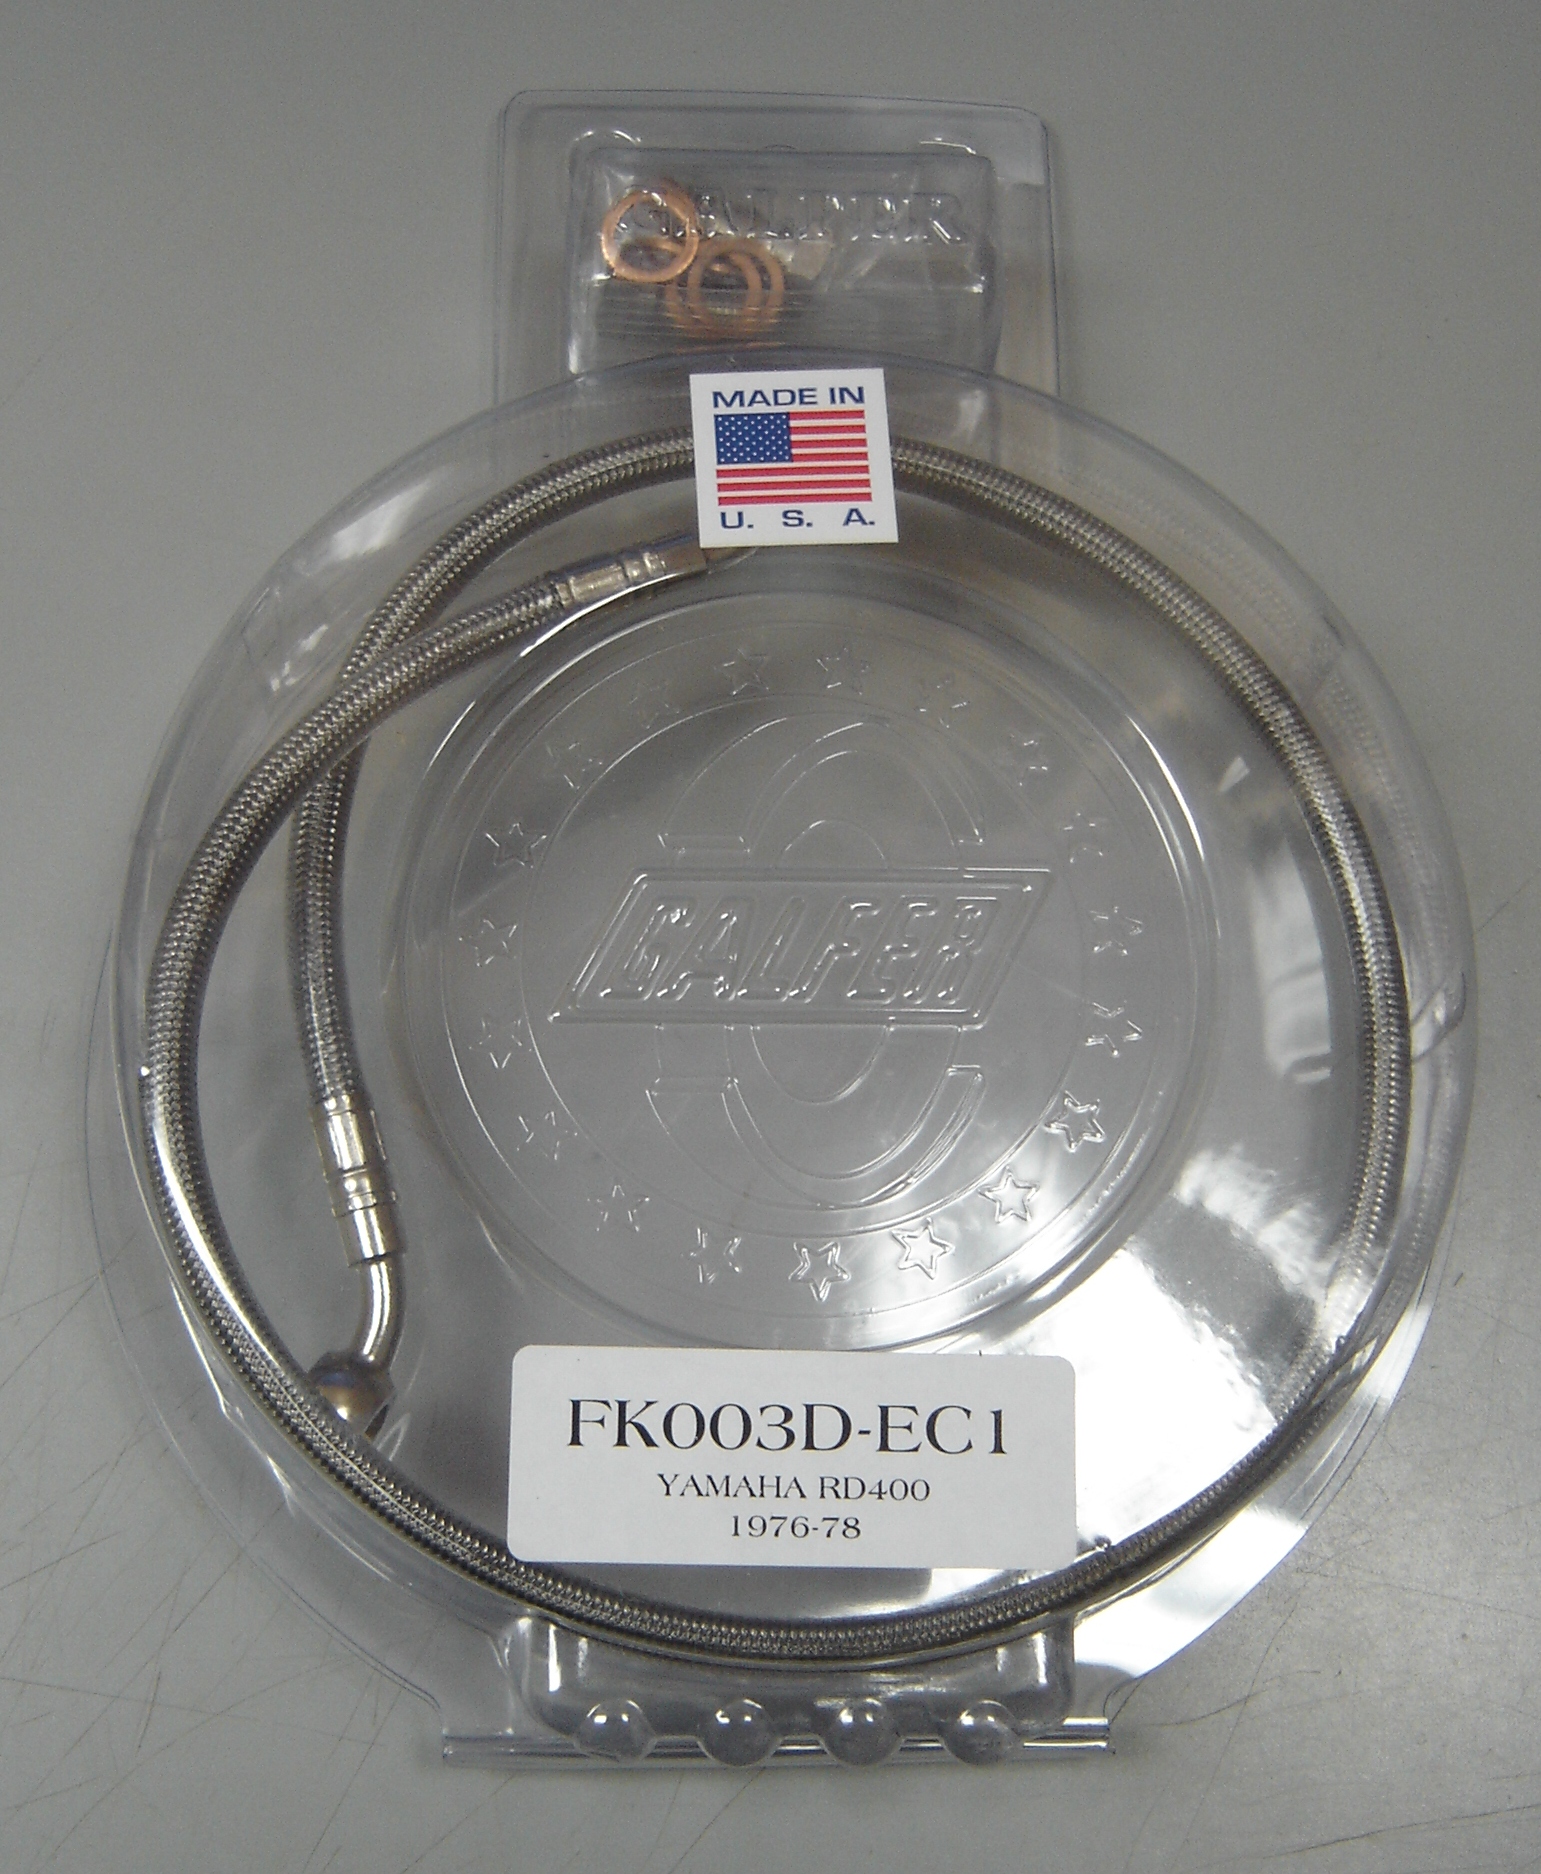 GALFER
MADE IN
U. S. A.
GALFER
FK003D-EC1
YAMAHA RD400
1976-78